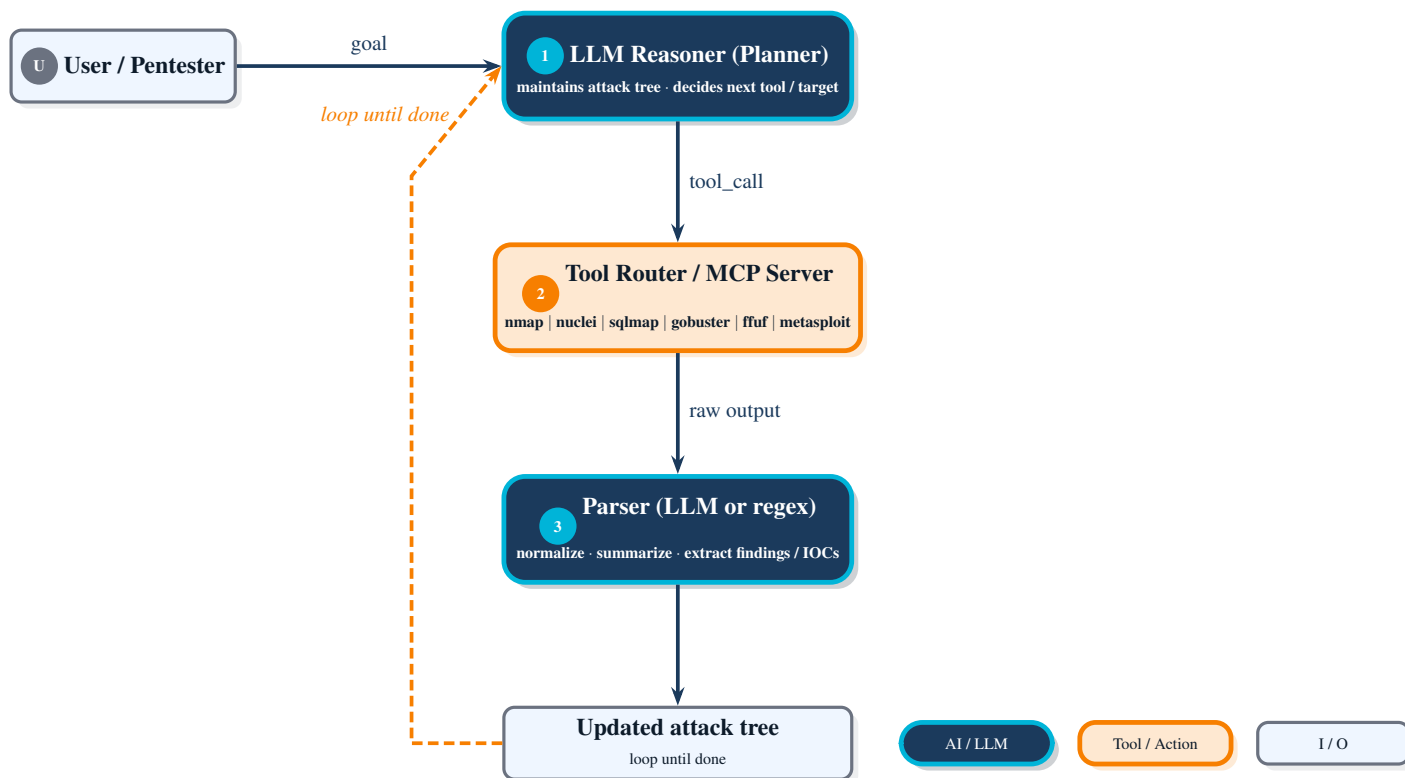 U User / Pentester
goal
1 LLM Reasoner (Planner)
maintains attack tree · decides next tool / target
loop until done
tool_call
Tool Router / MCP Server
2
nmap | nuclei | sqlmap | gobuster | ffuf | metasploit
raw output
Parser (LLM or regex)
3
normalize · summarize · extract findings / IOCs
Updated attack tree
loop until done
AI / LLM
Tool / Action
I / O